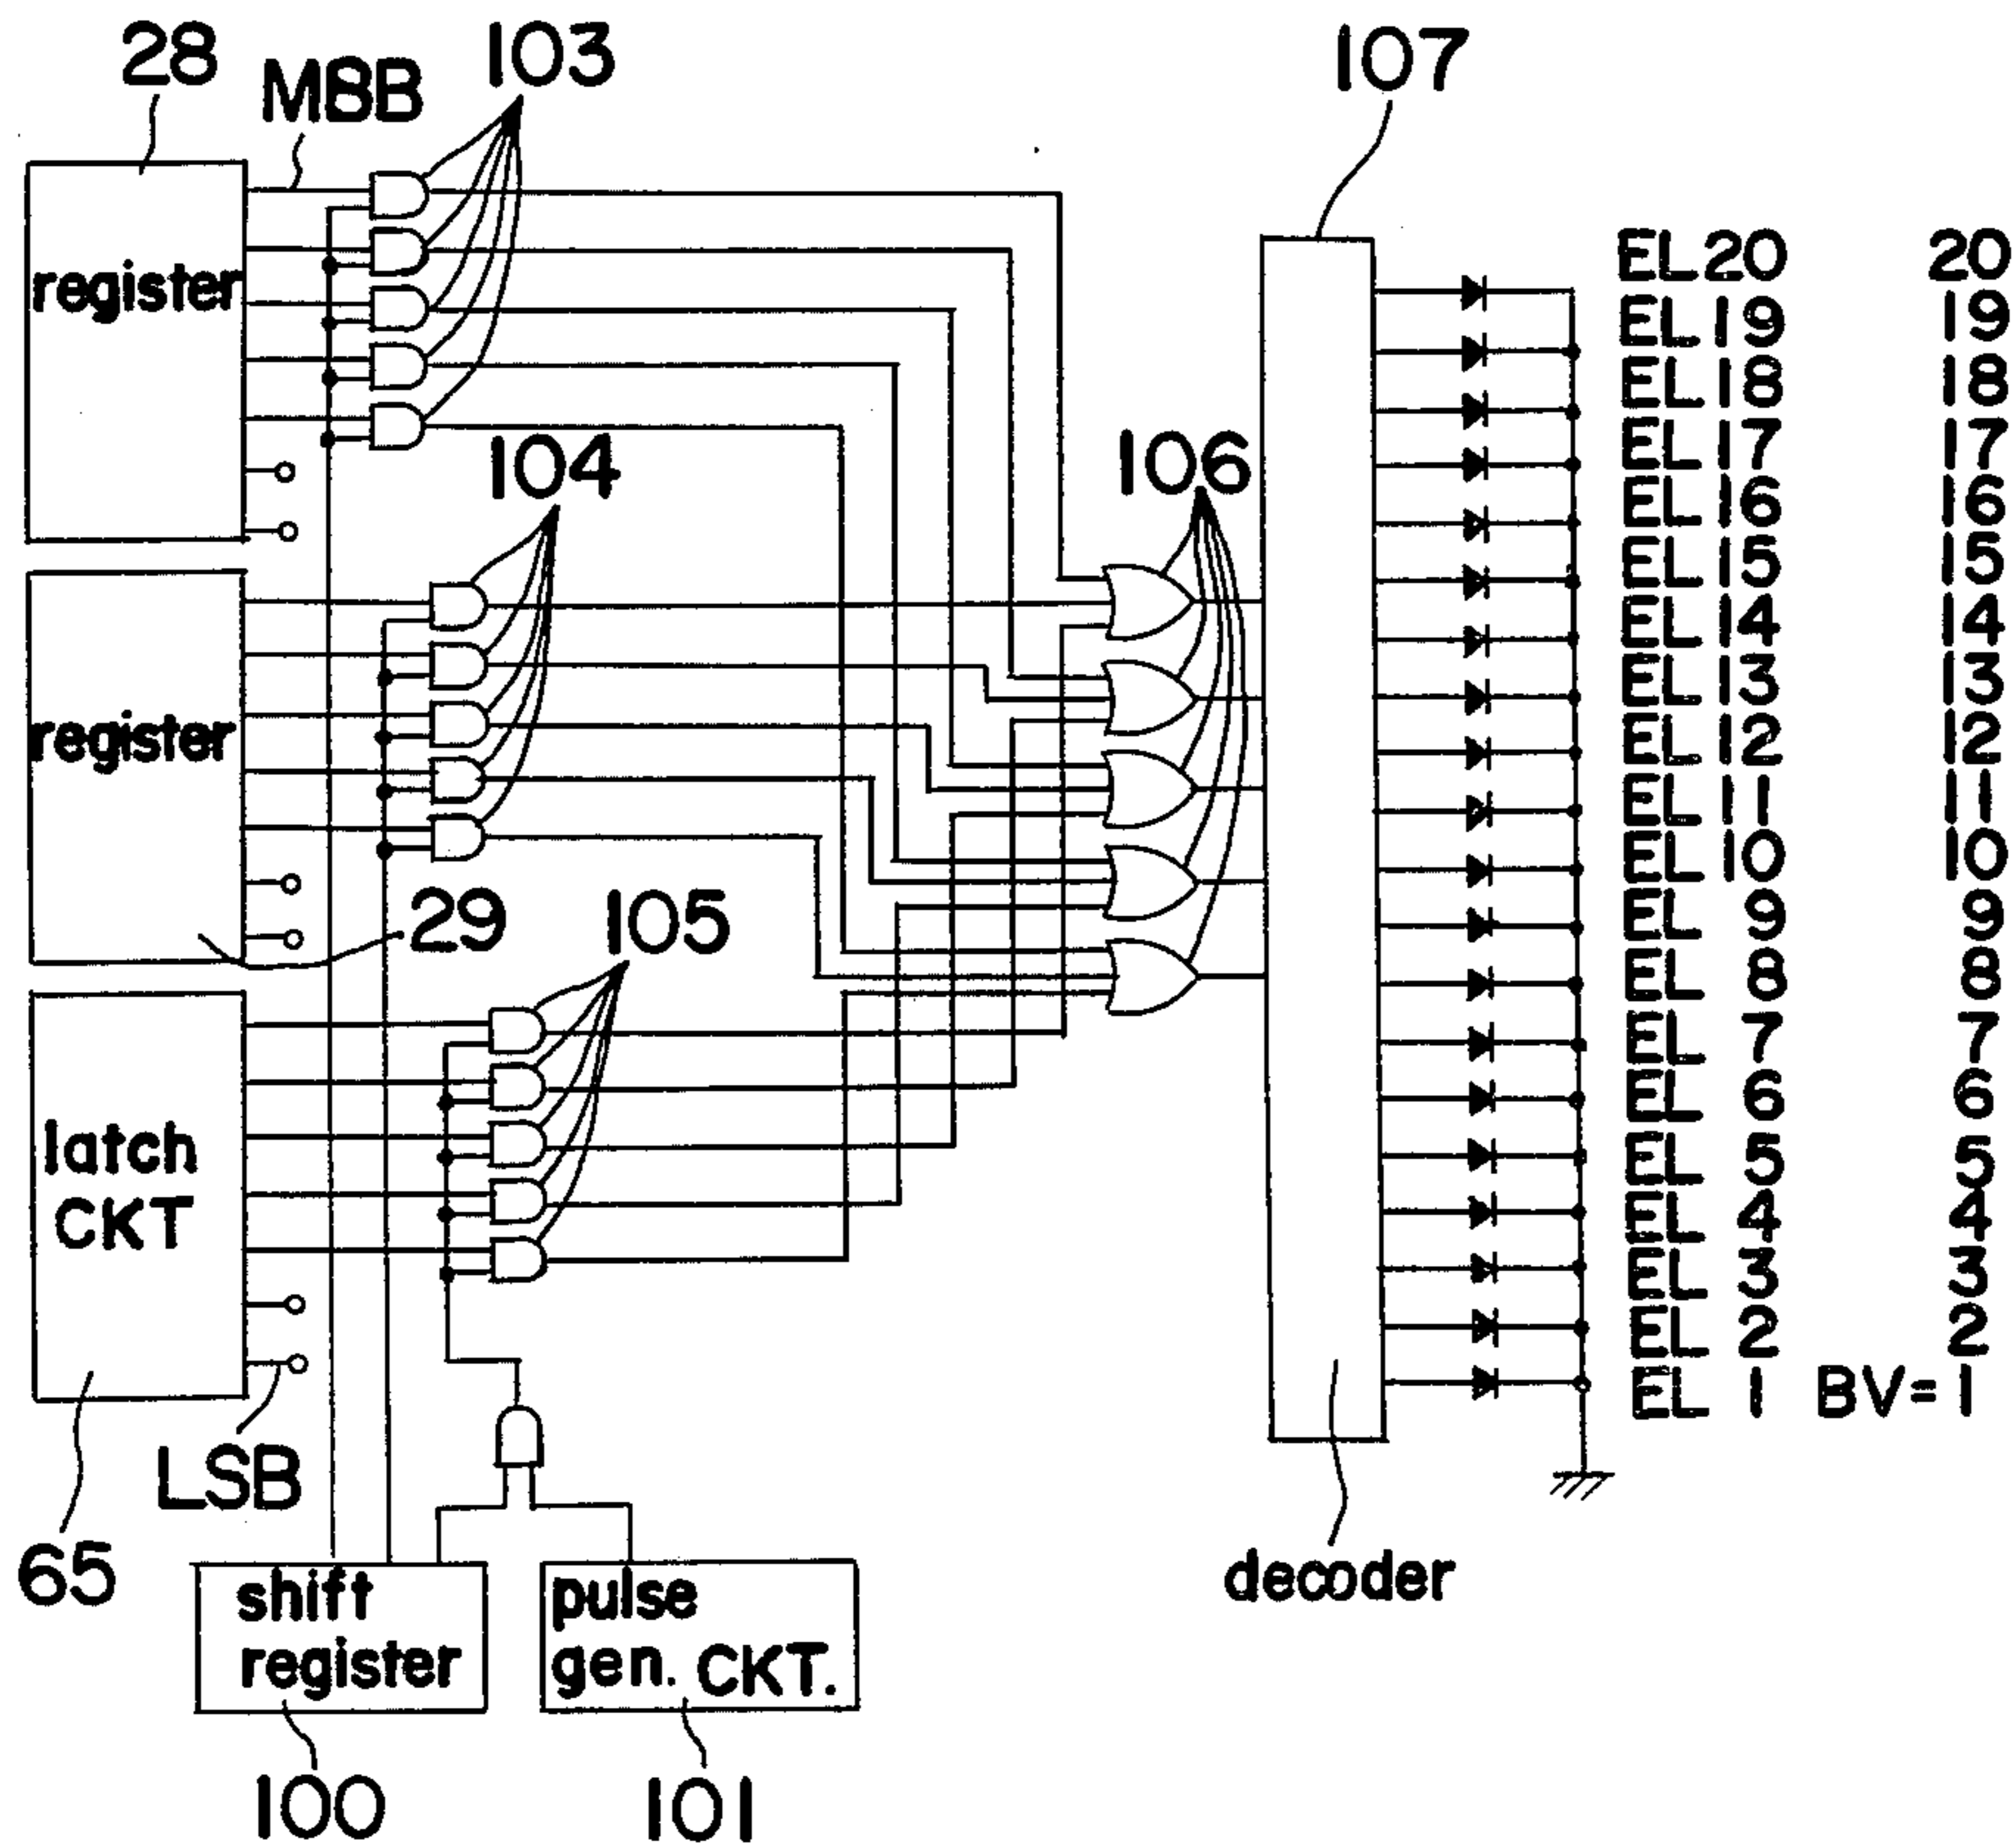 28
MSB
103
107
register
104
106
register
29
105
latch
CKT
LSB
65
shift
register
100
pulse
gen. CKT.
101
decoder
EL20 20
EL19 19
EL18 18
EL17 17
EL16 16
EL15 15
EL14 14
EL13 13
EL12 12
EL11 11
EL10 10
EL 9 9
EL 8 8
EL 7 7
EL 6 6
EL 5 5
EL 4 4
EL 3 3
EL 2 2
EL 1 BV=1